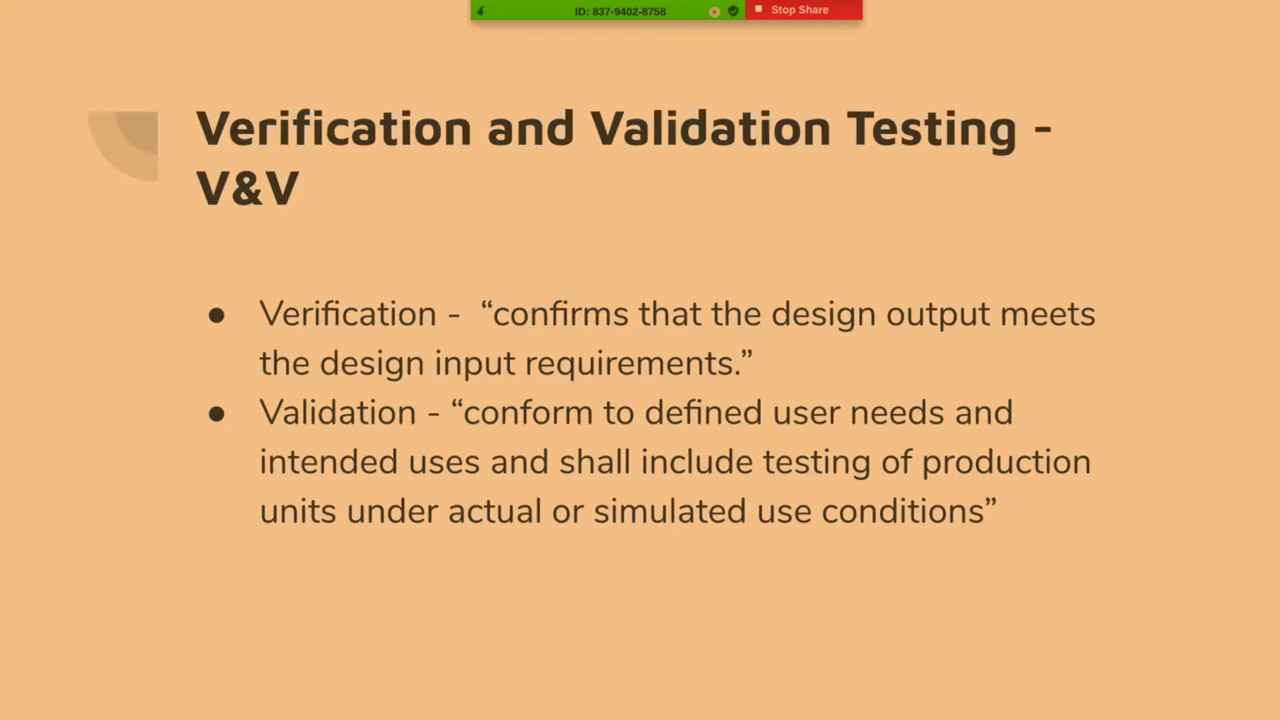 ID: 837-9402-8758
Stop Share
Verification and Validation Testing -
V&V
● Verification -  “confirms that the design output meets
the design input requirements.”
● Validation - “conform to defined user needs and
intended uses and shall include testing of production
units under actual or simulated use conditions”